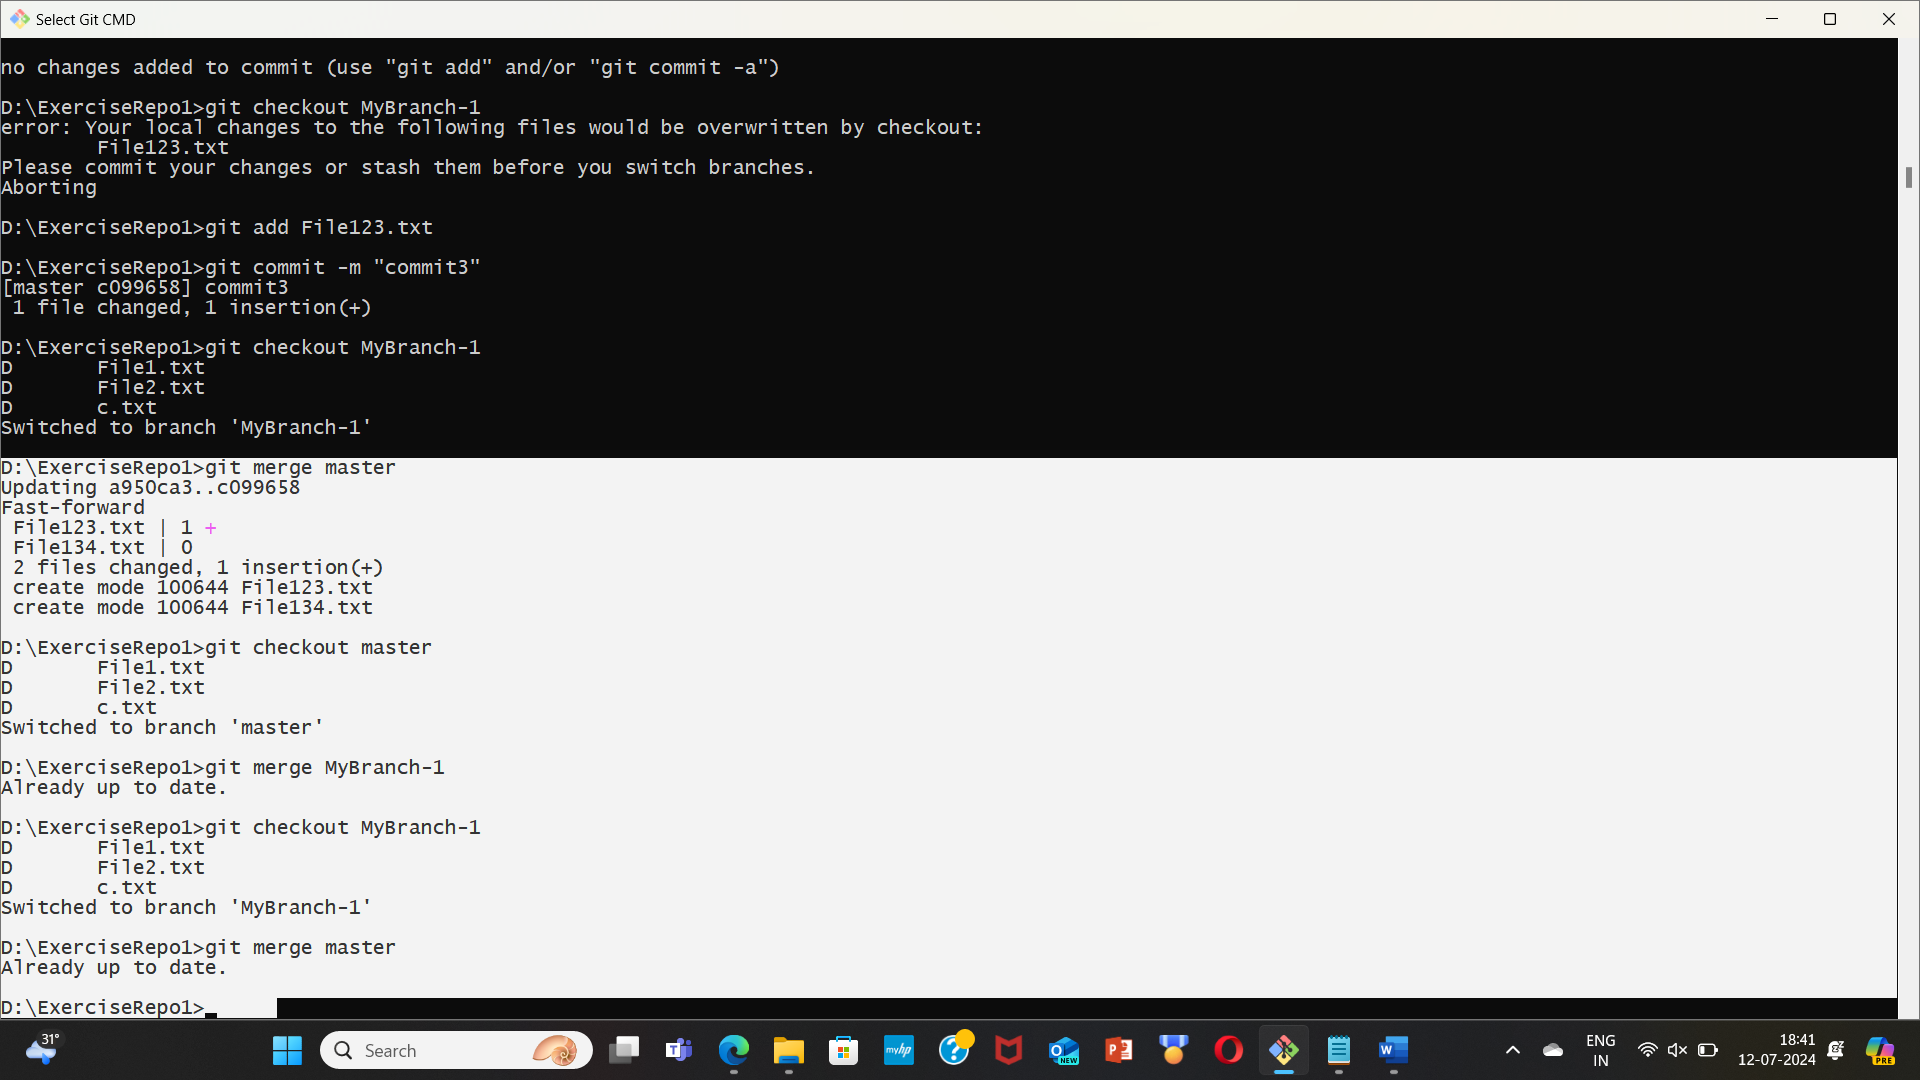 Select Git CMD
no changes added to commit (use "git add" and/or "git commit -a")
D:\ExerciseRepo1>git checkout MyBranch-1
error: Your local changes to the following files would be overwritten by checkout:
        File123.txt
Please commit your changes or stash them before you switch branches.
Aborting
D:\ExerciseRepo1>git add File123.txt
D:\ExerciseRepo1>git commit -m "commit3"
[master c099658] commit3
 1 file changed, 1 insertion(+)
D:\ExerciseRepo1>git checkout MyBranch-1
D       File1.txt
D       File2.txt
D       c.txt
Switched to branch 'MyBranch-1'
D:\ExerciseRepo1>git merge master
Updating a950ca3..c099658
Fast-forward
 File123.txt | 1 +
 File134.txt | 0
 2 files changed, 1 insertion(+)
 create mode 100644 File123.txt
 create mode 100644 File134.txt
D:\ExerciseRepo1>git checkout master
D       File1.txt
D       File2.txt
D       c.txt
Switched to branch 'master'
D:\ExerciseRepo1>git merge MyBranch-1
Already up to date.
D:\ExerciseRepo1>git checkout MyBranch-1
D       File1.txt
D       File2.txt
D       c.txt
Switched to branch 'MyBranch-1'
D:\ExerciseRepo1>git merge master
Already up to date.
D:\ExerciseRepo1>
31°
Search
myhp
NEW
ENG
IN
18:41
12-07-2024
PRE